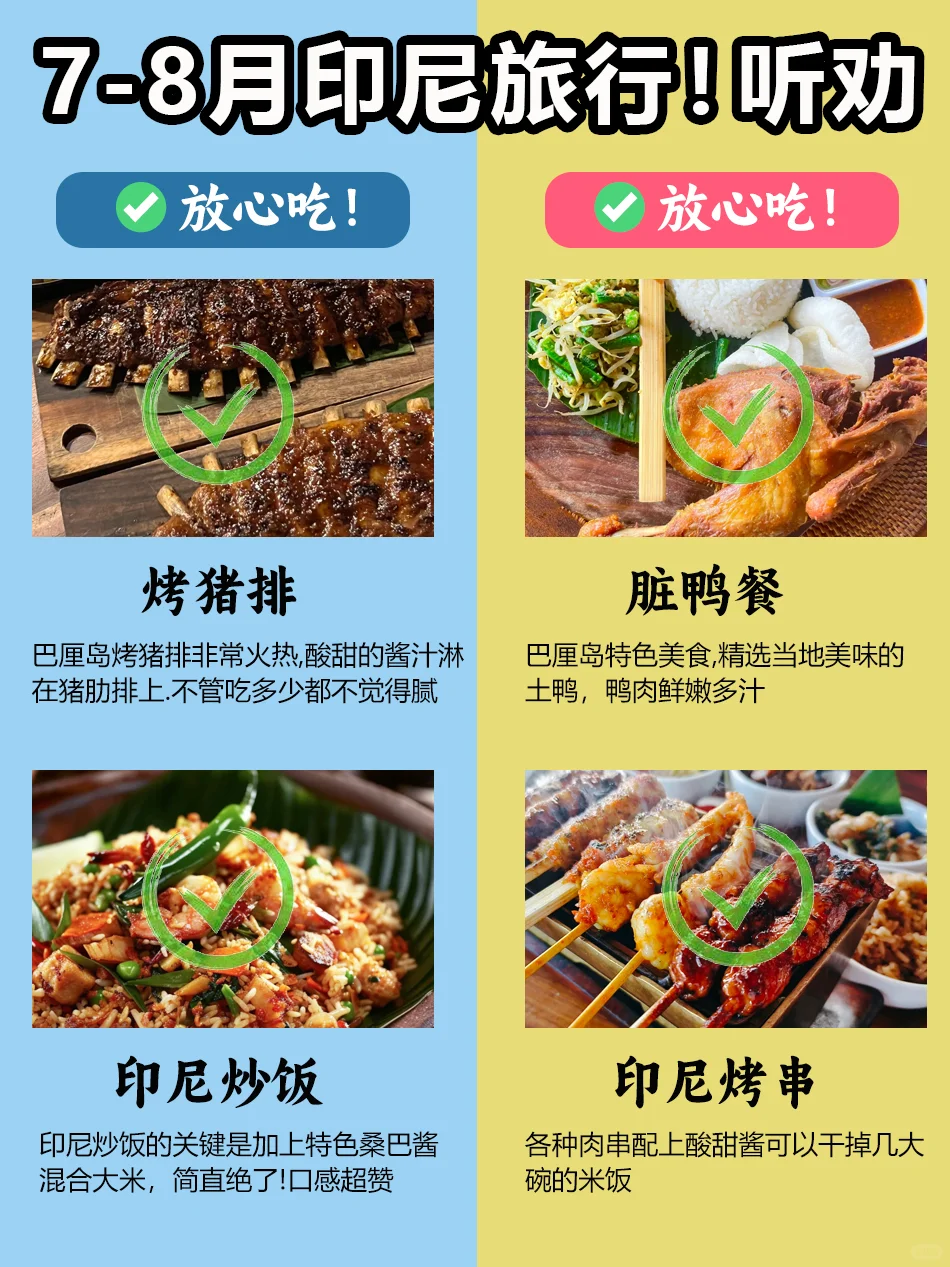 7-8月印尼旅行！听劝
放心吃！
放心吃！
烤猪排
巴厘岛烤猪排非常火热,酸甜的酱汁淋
在猪肋排上.不管吃多少都不觉得腻
脏鸭餐
巴厘岛特色美食,精选当地美味的
土鸭，鸭肉鲜嫩多汁
印尼炒饭
印尼炒饭的关键是加上特色桑巴酱
混合大米，简直绝了!口感超赞
印尼烤串
各种肉串配上酸甜酱可以干掉几大
碗的米饭